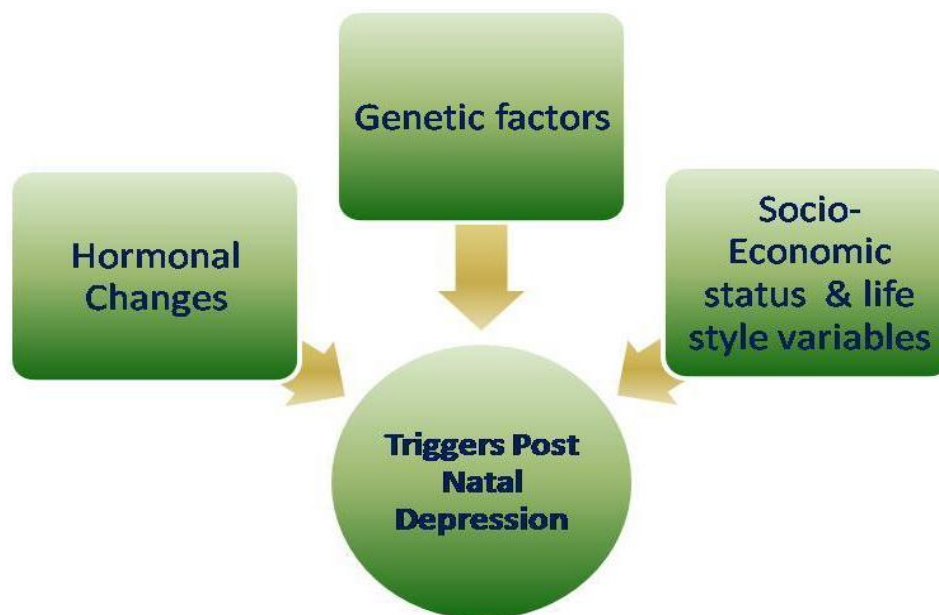 Genetic factors
Hormonal
Changes
Socio-
Economic
status & life
style variables
Triggers Post
Natal
Depression